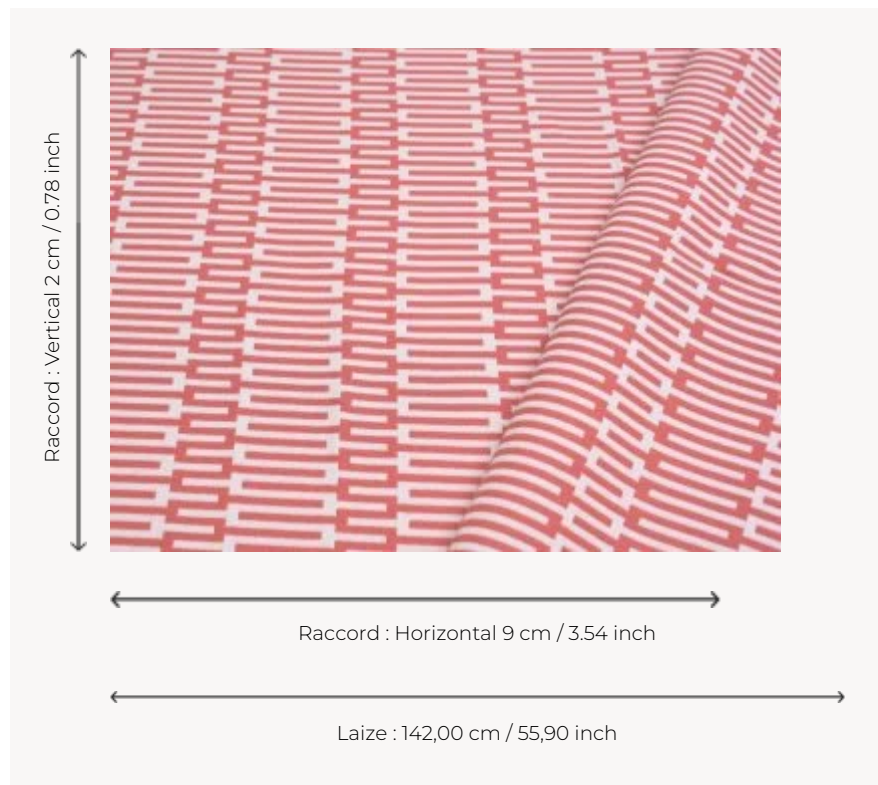 Raccord : Vertical 2 cm / 0.78 inch
Raccord : Horizontal 9 cm / 3.54 inch
Laize : 142,00 cm / 55,90 inch